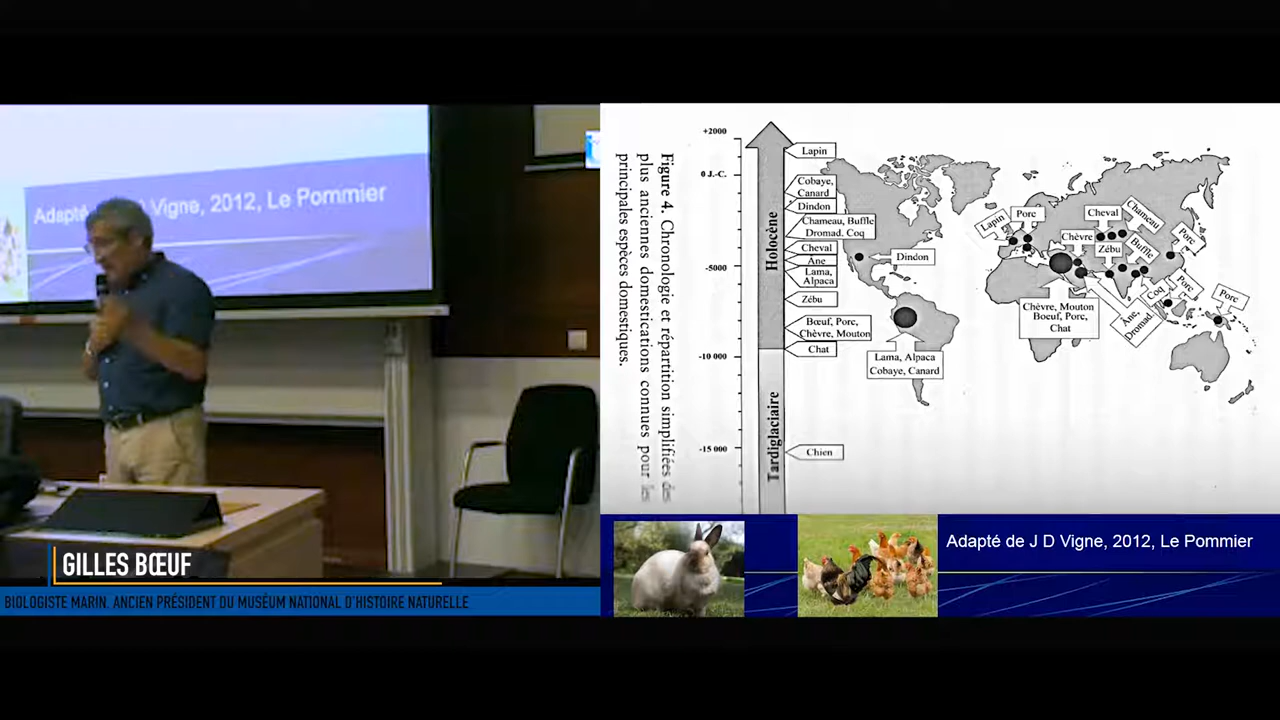 Adapté
D Vigne, 2012, Le Pommier
GILLES BŒUF
BIOLOGISTE MARIN. ANCIEN PRÉSIDENT DU MUSÉUM NATIONAL D'HISTOIRE NATURELLE
Figure 4. Chronologie et répartition simplifiées des
plus anciennes domestications connues pour les
principales espèces domestiques.
+2000
0 J.-C.
-5000
-10 000
-15 000
Holocène
Tardiglaciaire
Lapin
Cobaye,
Canard
Dindon
Chameau, Buffle
Dromad, Coq
Cheval
Âne
Lama,
Alpaca
Zébu
Bœuf, Porc,
Chèvre, Mouton
Chat
Chien
Dindon
Lama, Alpaca
Cobaye, Canard
Lapin
Porc
Cheval
Chameau
Chèvre
Zébu
Buffle
Porc
Chèvre, Mouton
Boeuf, Porc,
Chat
Âne,
Dromad.
Coq
Porc
Porc
Adapté de J D Vigne, 2012, Le Pommier